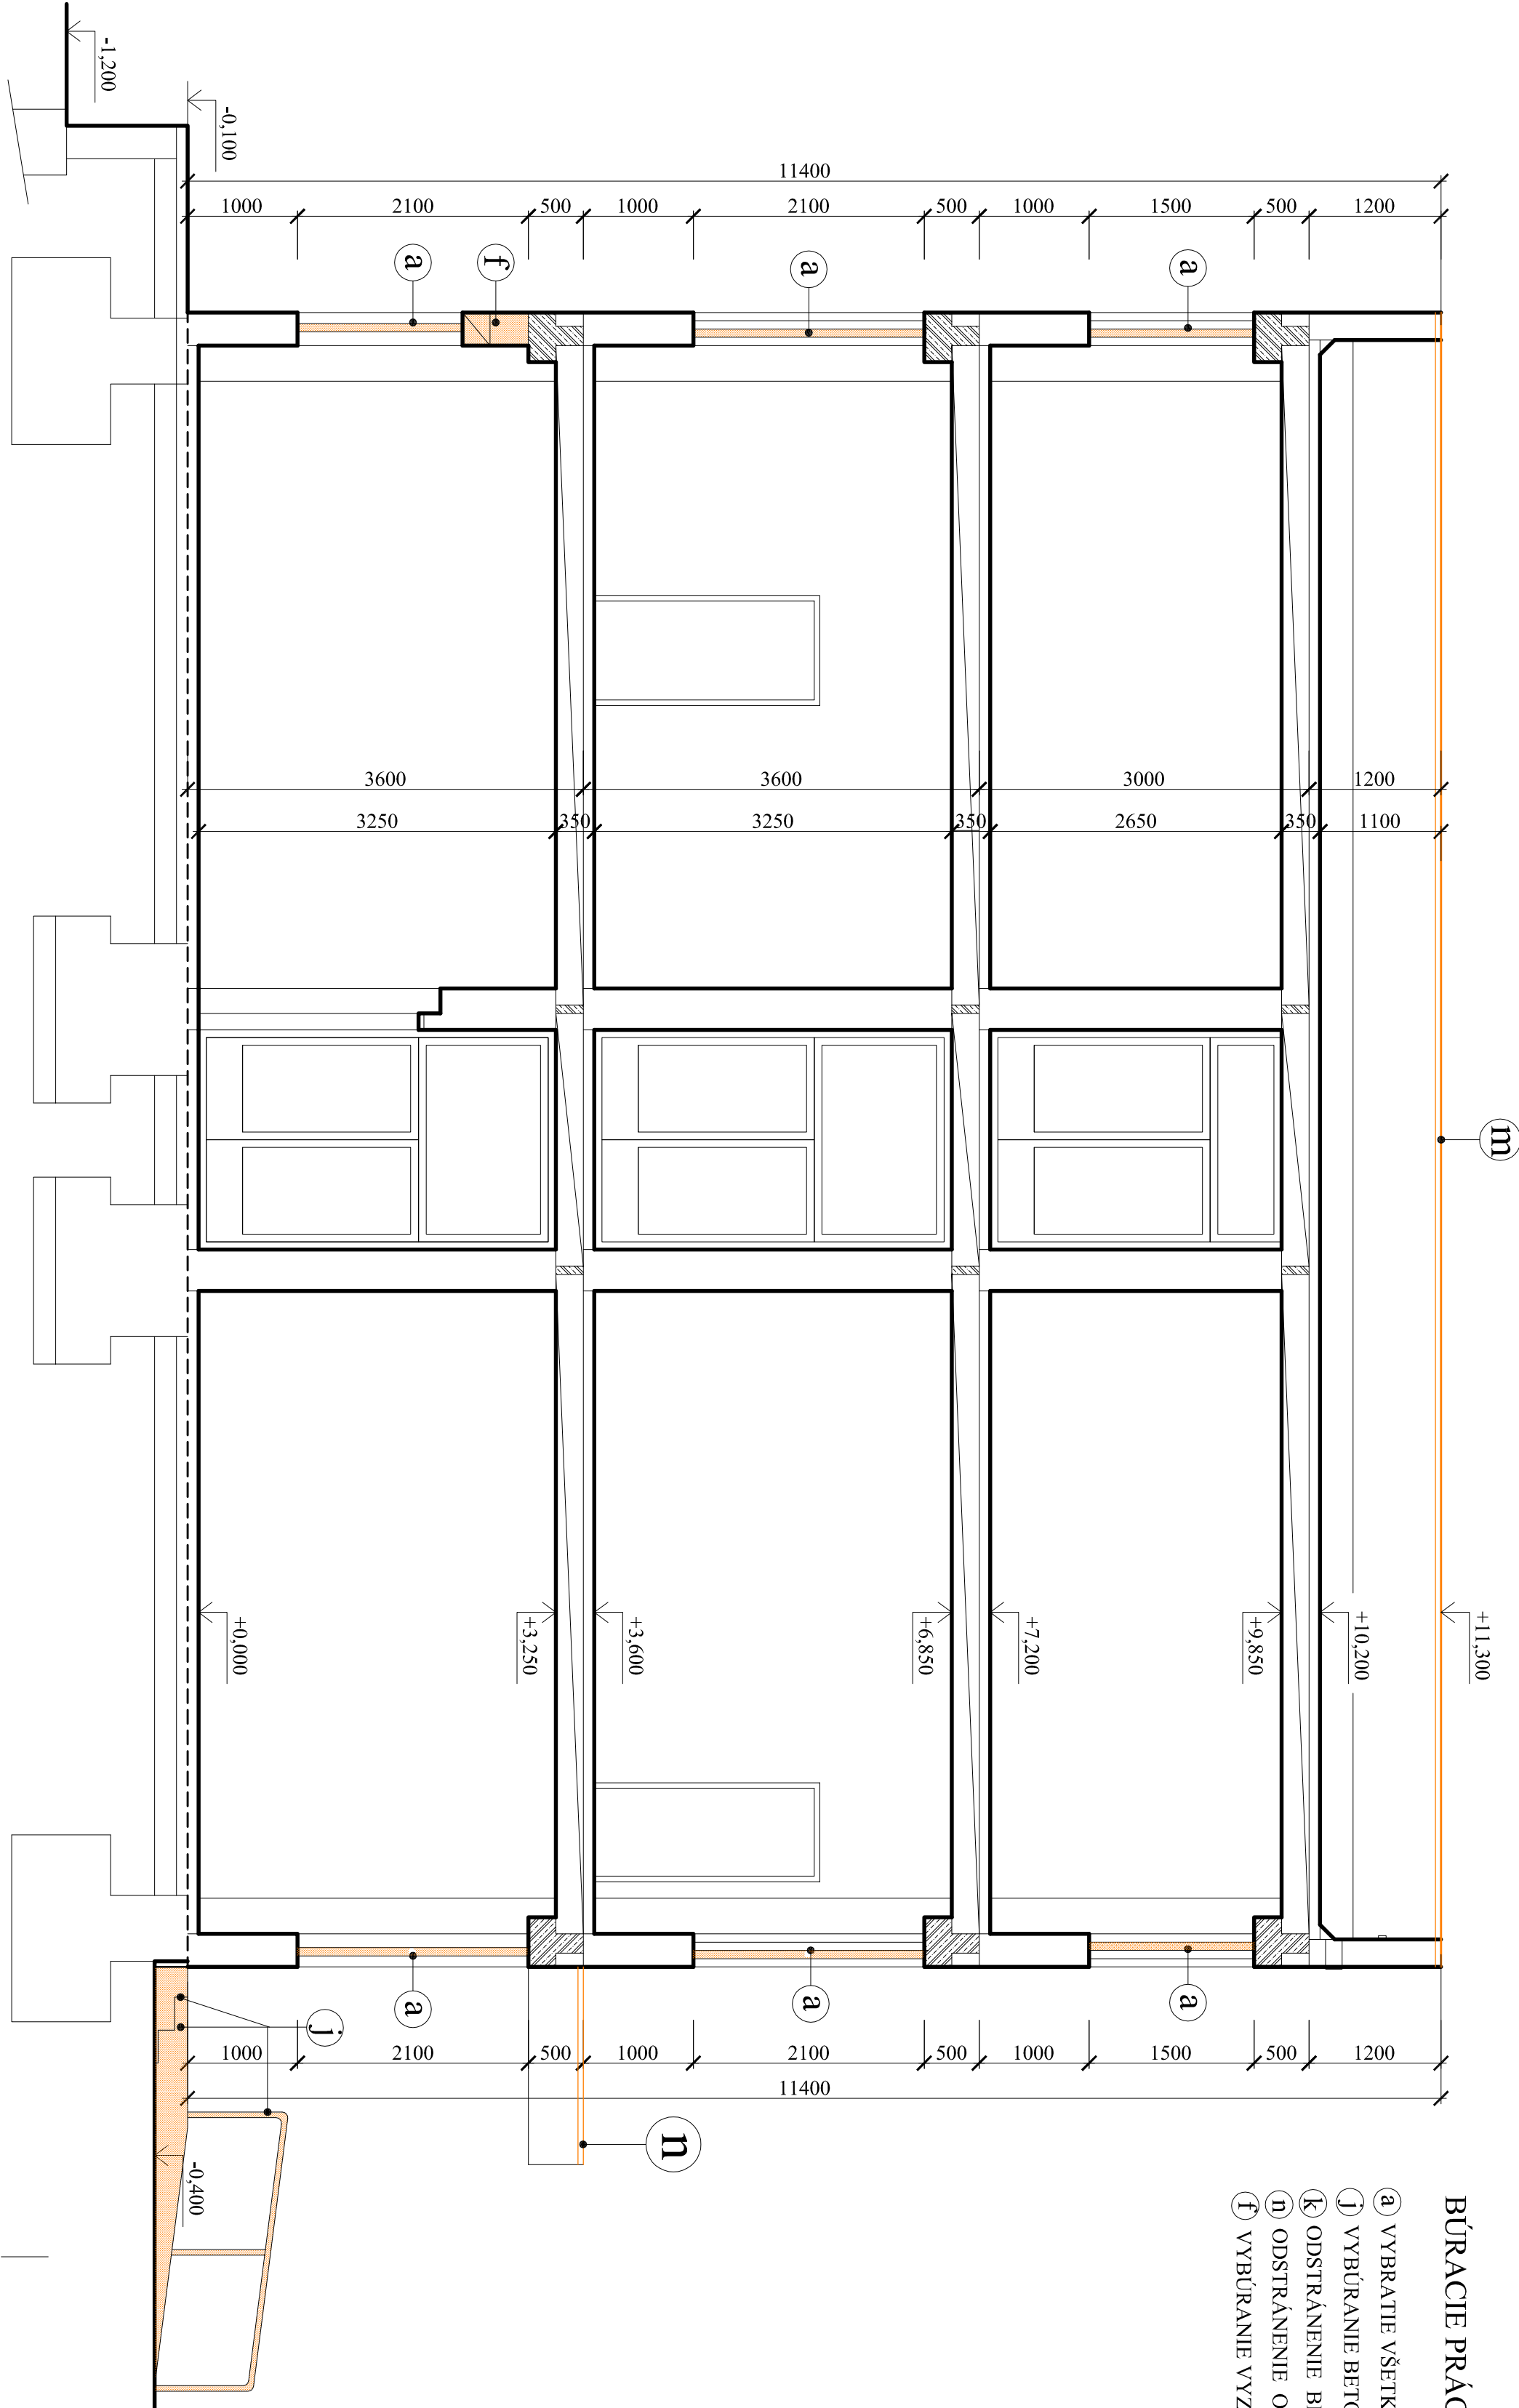 -1,200
-0,100
11400
1000 2100 500 1000 2100 500 1000 1500 500 1200
a
f
a
a
3600 3600 3000 1200
3250 350 3250 350 2650 350 1100
m
+0,000
+3,250
+3,600
+6,850
+7,200
+9,850
+10,200
+11,300
a
a
a
j
1000 2100 500 1000 2100 500 1000 1500 500 1200
11400
n
-0,400
BÚRACIE PRÁC
a VYBRATIE VŠETK
j VYBÚRANIE BETO
k ODSTRÁNENIE BE
n ODSTRÁNENIE O
f VYBÚRANIE VYZ